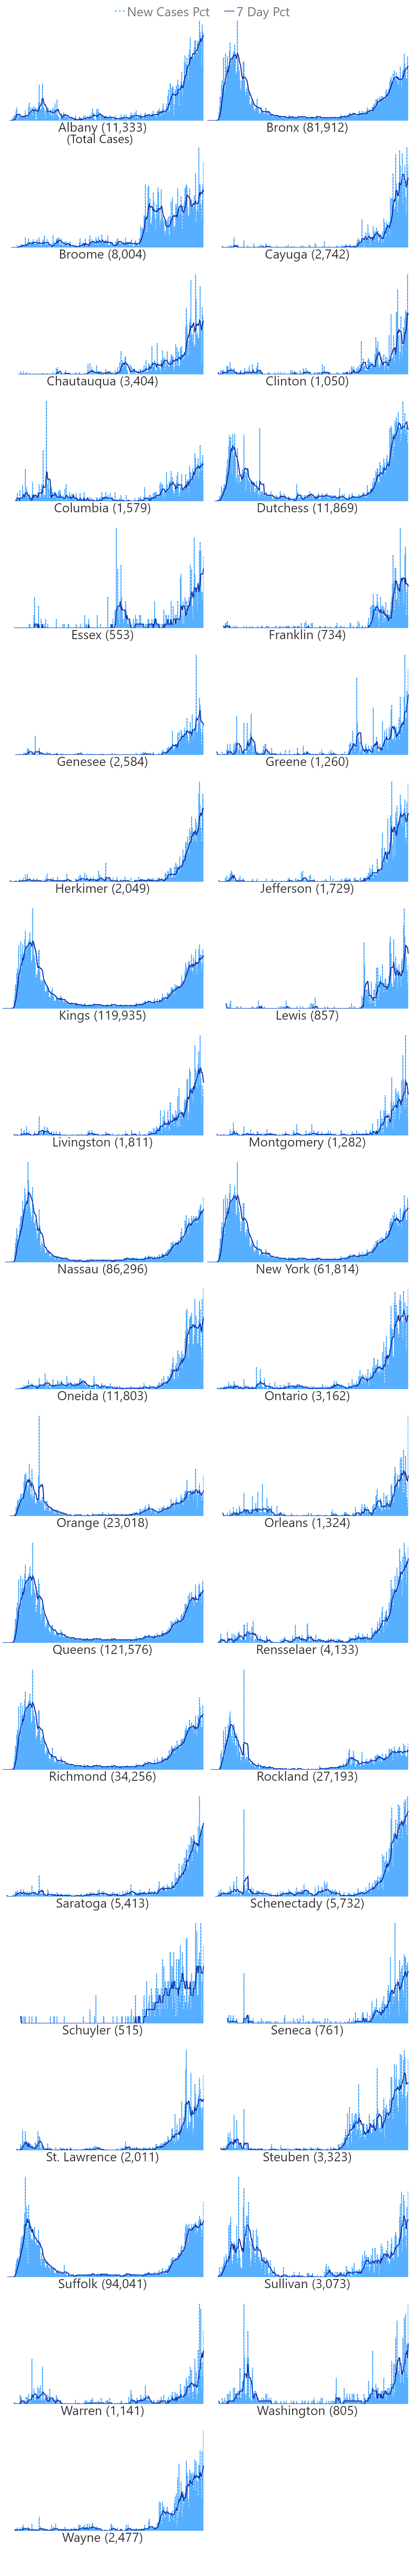 New Cases Pct 7 Day Pct
Albany (11,333) Bronx (81,912)
(Total Cases)
Broome (8,004) Cayuga (2,742)
Chautauqua (3,404) Clinton (1,050)
Columbia (1,579) Dutchess (11,869)
Essex (553) Franklin (734)
Genesee (2,584) Greene (1,260)
Herkimer (2,049) Jefferson (1,729)
Kings (119,935) Lewis (857)
Livingston (1,811) Montgomery (1,282)
Nassau (86,296) New York (61,814)
Oneida (11,803) Ontario (3,162)
Orange (23,018) Orleans (1,324)
Queens (121,576) Rensselaer (4,133)
Richmond (34,256) Rockland (27,193)
Saratoga (5,413) Schenectady (5,732)
Schuyler (515) Seneca (761)
St. Lawrence (2,011) Steuben (3,323)
Suffolk (94,041) Sullivan (3,073)
Warren (1,141) Washington (805)
Wayne (2,477)